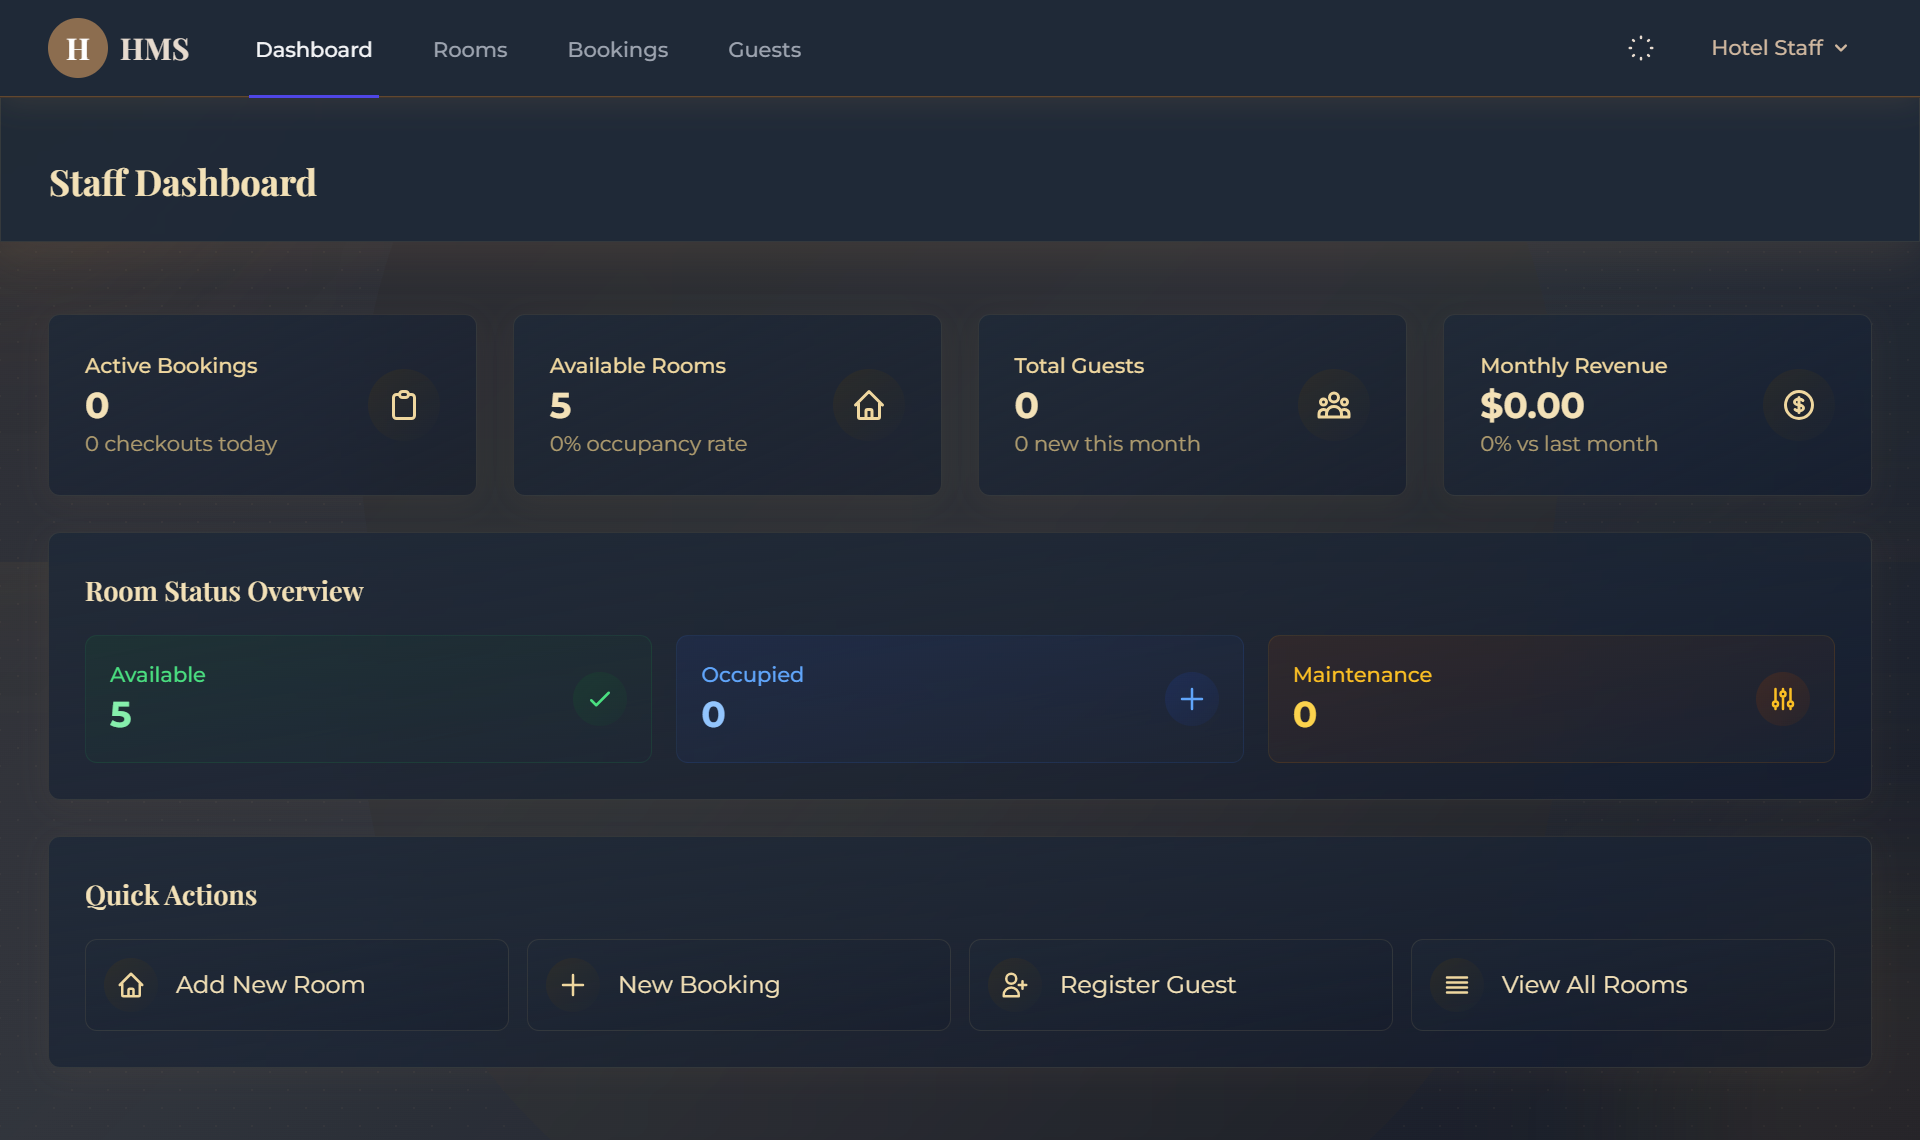 H HMS Dashboard Rooms Bookings Guests Hotel Staff
Staff Dashboard
Active Bookings
0
0 checkouts today
Available Rooms
5
0% occupancy rate
Total Guests
0
0 new this month
Monthly Revenue
$0.00
0% vs last month
Room Status Overview
Available
5
Occupied
0
Maintenance
0
Quick Actions
Add New Room
New Booking
Register Guest
View All Rooms